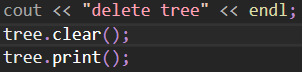 cout << "delete tree" << endl;
tree.clear();
tree.print();